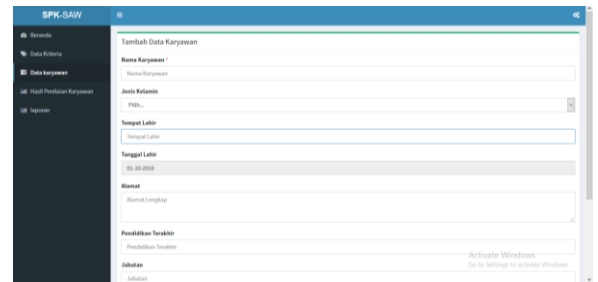 SPK-SAW
Beranda
Data Kriteria
Data karyawan
Hasil Penilaian Karyawan
laporan
Tambah Data Karyawan
Nama Karyawan *
Nama Karyawan
Jenis Kelamin
Pilih...
Tempat Lahir
Tempat Lahir
Tanggal Lahir
01-10-2018
Alamat
Alamat Lengkap
Pendidikan Terakhir
Pendidikan Terakhir
Jabatan
Jabatan
Activate Windows
Go to Settings to activate Windows.